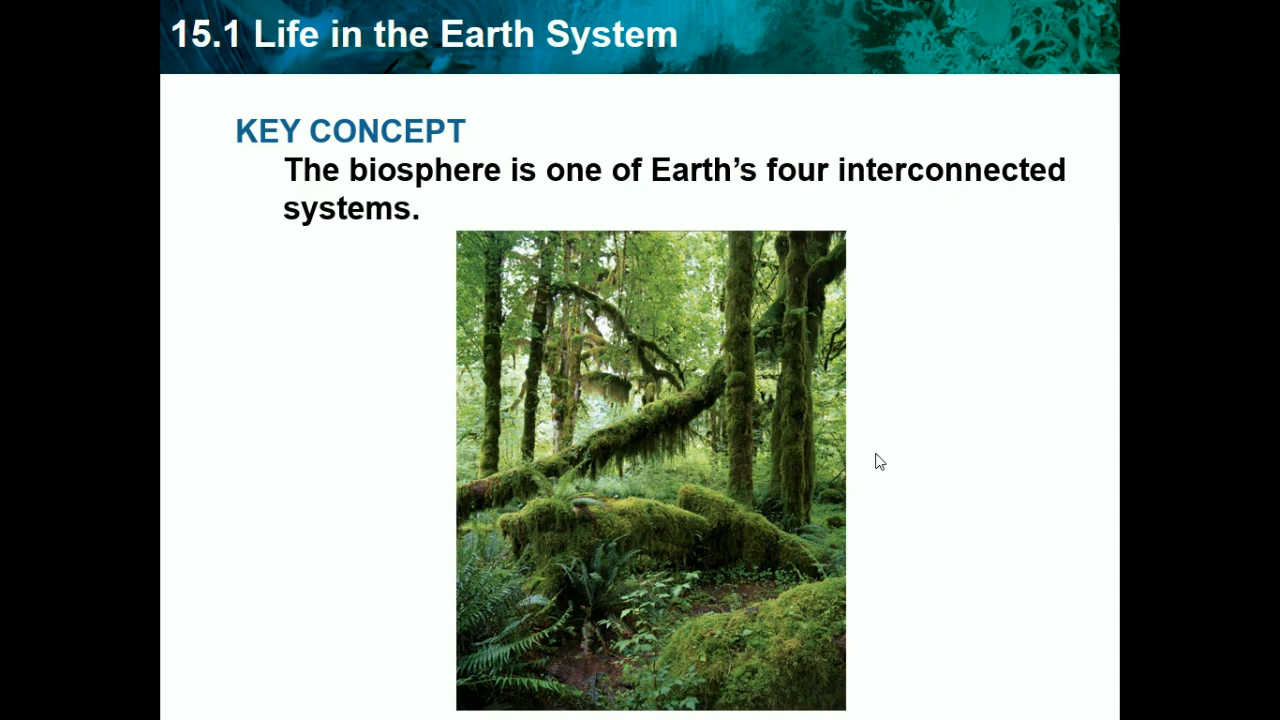 15.1 Life in the Earth System
KEY CONCEPT
The biosphere is one of Earth’s four interconnected
systems.